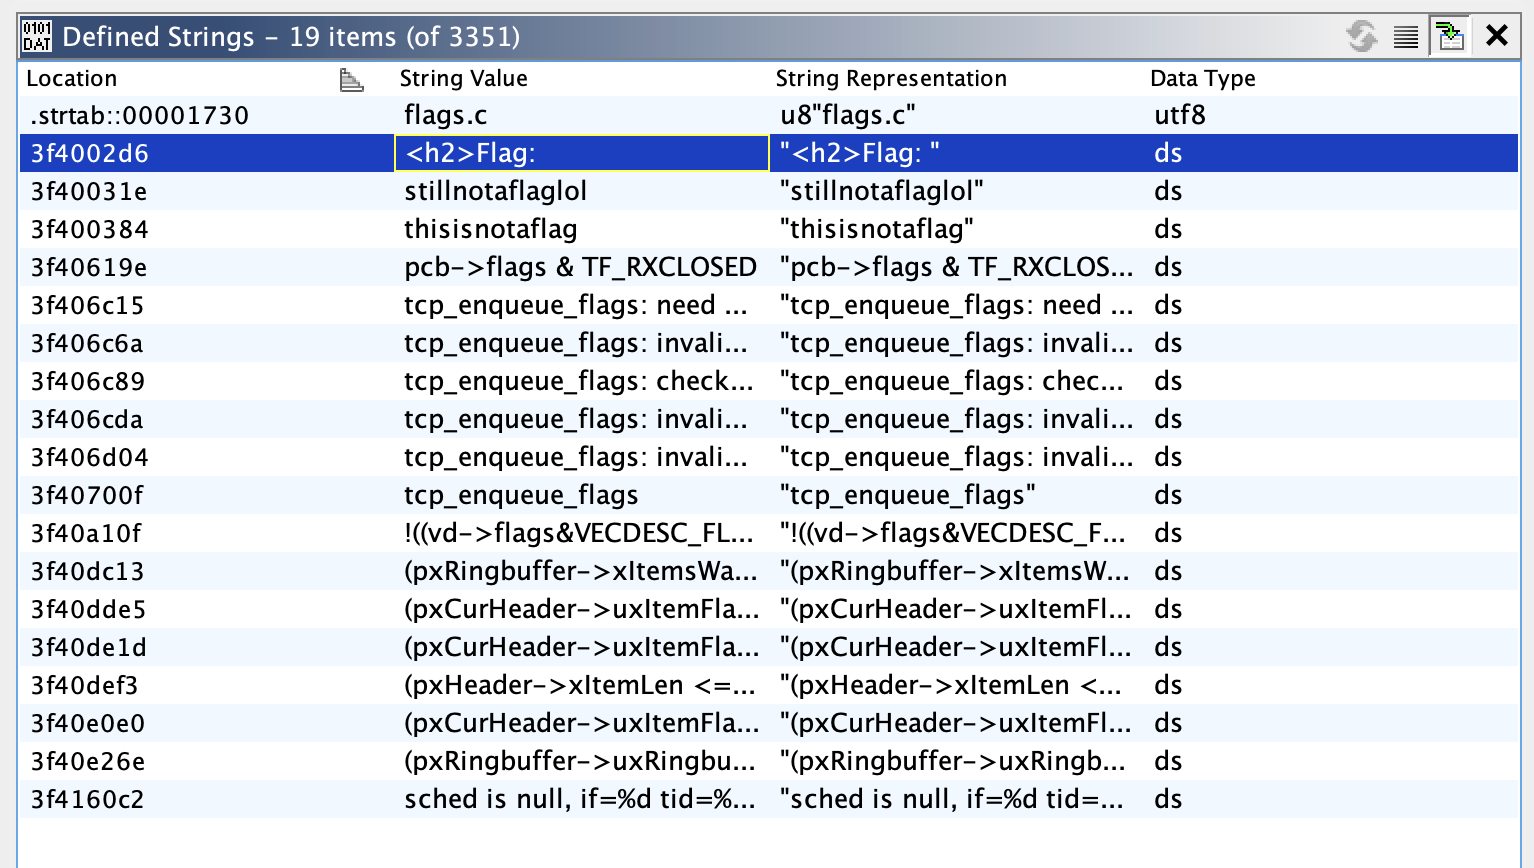 0101 DAT Defined Strings – 19 items (of 3351)
Location String Value String Representation Data Type
.strtab::00001730 flags.c u8"flags.c" utf8
3f4002d6 <h2>Flag: "<h2>Flag: " ds
3f40031e stillnotaflaglol "stillnotaflaglol" ds
3f400384 thisisnotaflag "thisisnotaflag" ds
3f40619e pcb->flags & TF_RXCLOSED "pcb->flags & TF_RXCLOS... ds
3f406c15 tcp_enqueue_flags: need ... "tcp_enqueue_flags: need ... ds
3f406c6a tcp_enqueue_flags: invali... "tcp_enqueue_flags: invali... ds
3f406c89 tcp_enqueue_flags: check... "tcp_enqueue_flags: chec... ds
3f406cda tcp_enqueue_flags: invali... "tcp_enqueue_flags: invali... ds
3f406d04 tcp_enqueue_flags: invali... "tcp_enqueue_flags: invali... ds
3f40700f tcp_enqueue_flags "tcp_enqueue_flags" ds
3f40a10f !((vd->flags&VECDESC_FL... "!((vd->flags&VECDESC_F... ds
3f40dc13 (pxRingbuffer->xItemsWa... "(pxRingbuffer->xItemsW... ds
3f40dde5 (pxCurHeader->uxItemFla... "(pxCurHeader->uxItemFl... ds
3f40de1d (pxCurHeader->uxItemFla... "(pxCurHeader->uxItemFl... ds
3f40def3 (pxHeader->xItemLen <=... "(pxHeader->xItemLen <... ds
3f40e0e0 (pxCurHeader->uxItemFla... "(pxCurHeader->uxItemFl... ds
3f40e26e (pxRingbuffer->uxRingbu... "(pxRingbuffer->uxRingb... ds
3f4160c2 sched is null, if=%d tid=%... "sched is null, if=%d tid=... ds